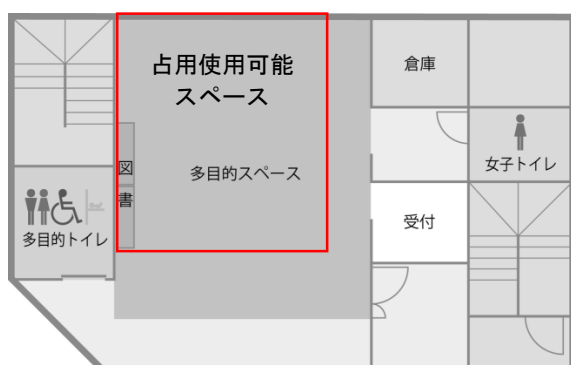 占用使用可能
スペース
倉庫
図
書
多目的スペース
女子トイレ
多目的トイレ
受付